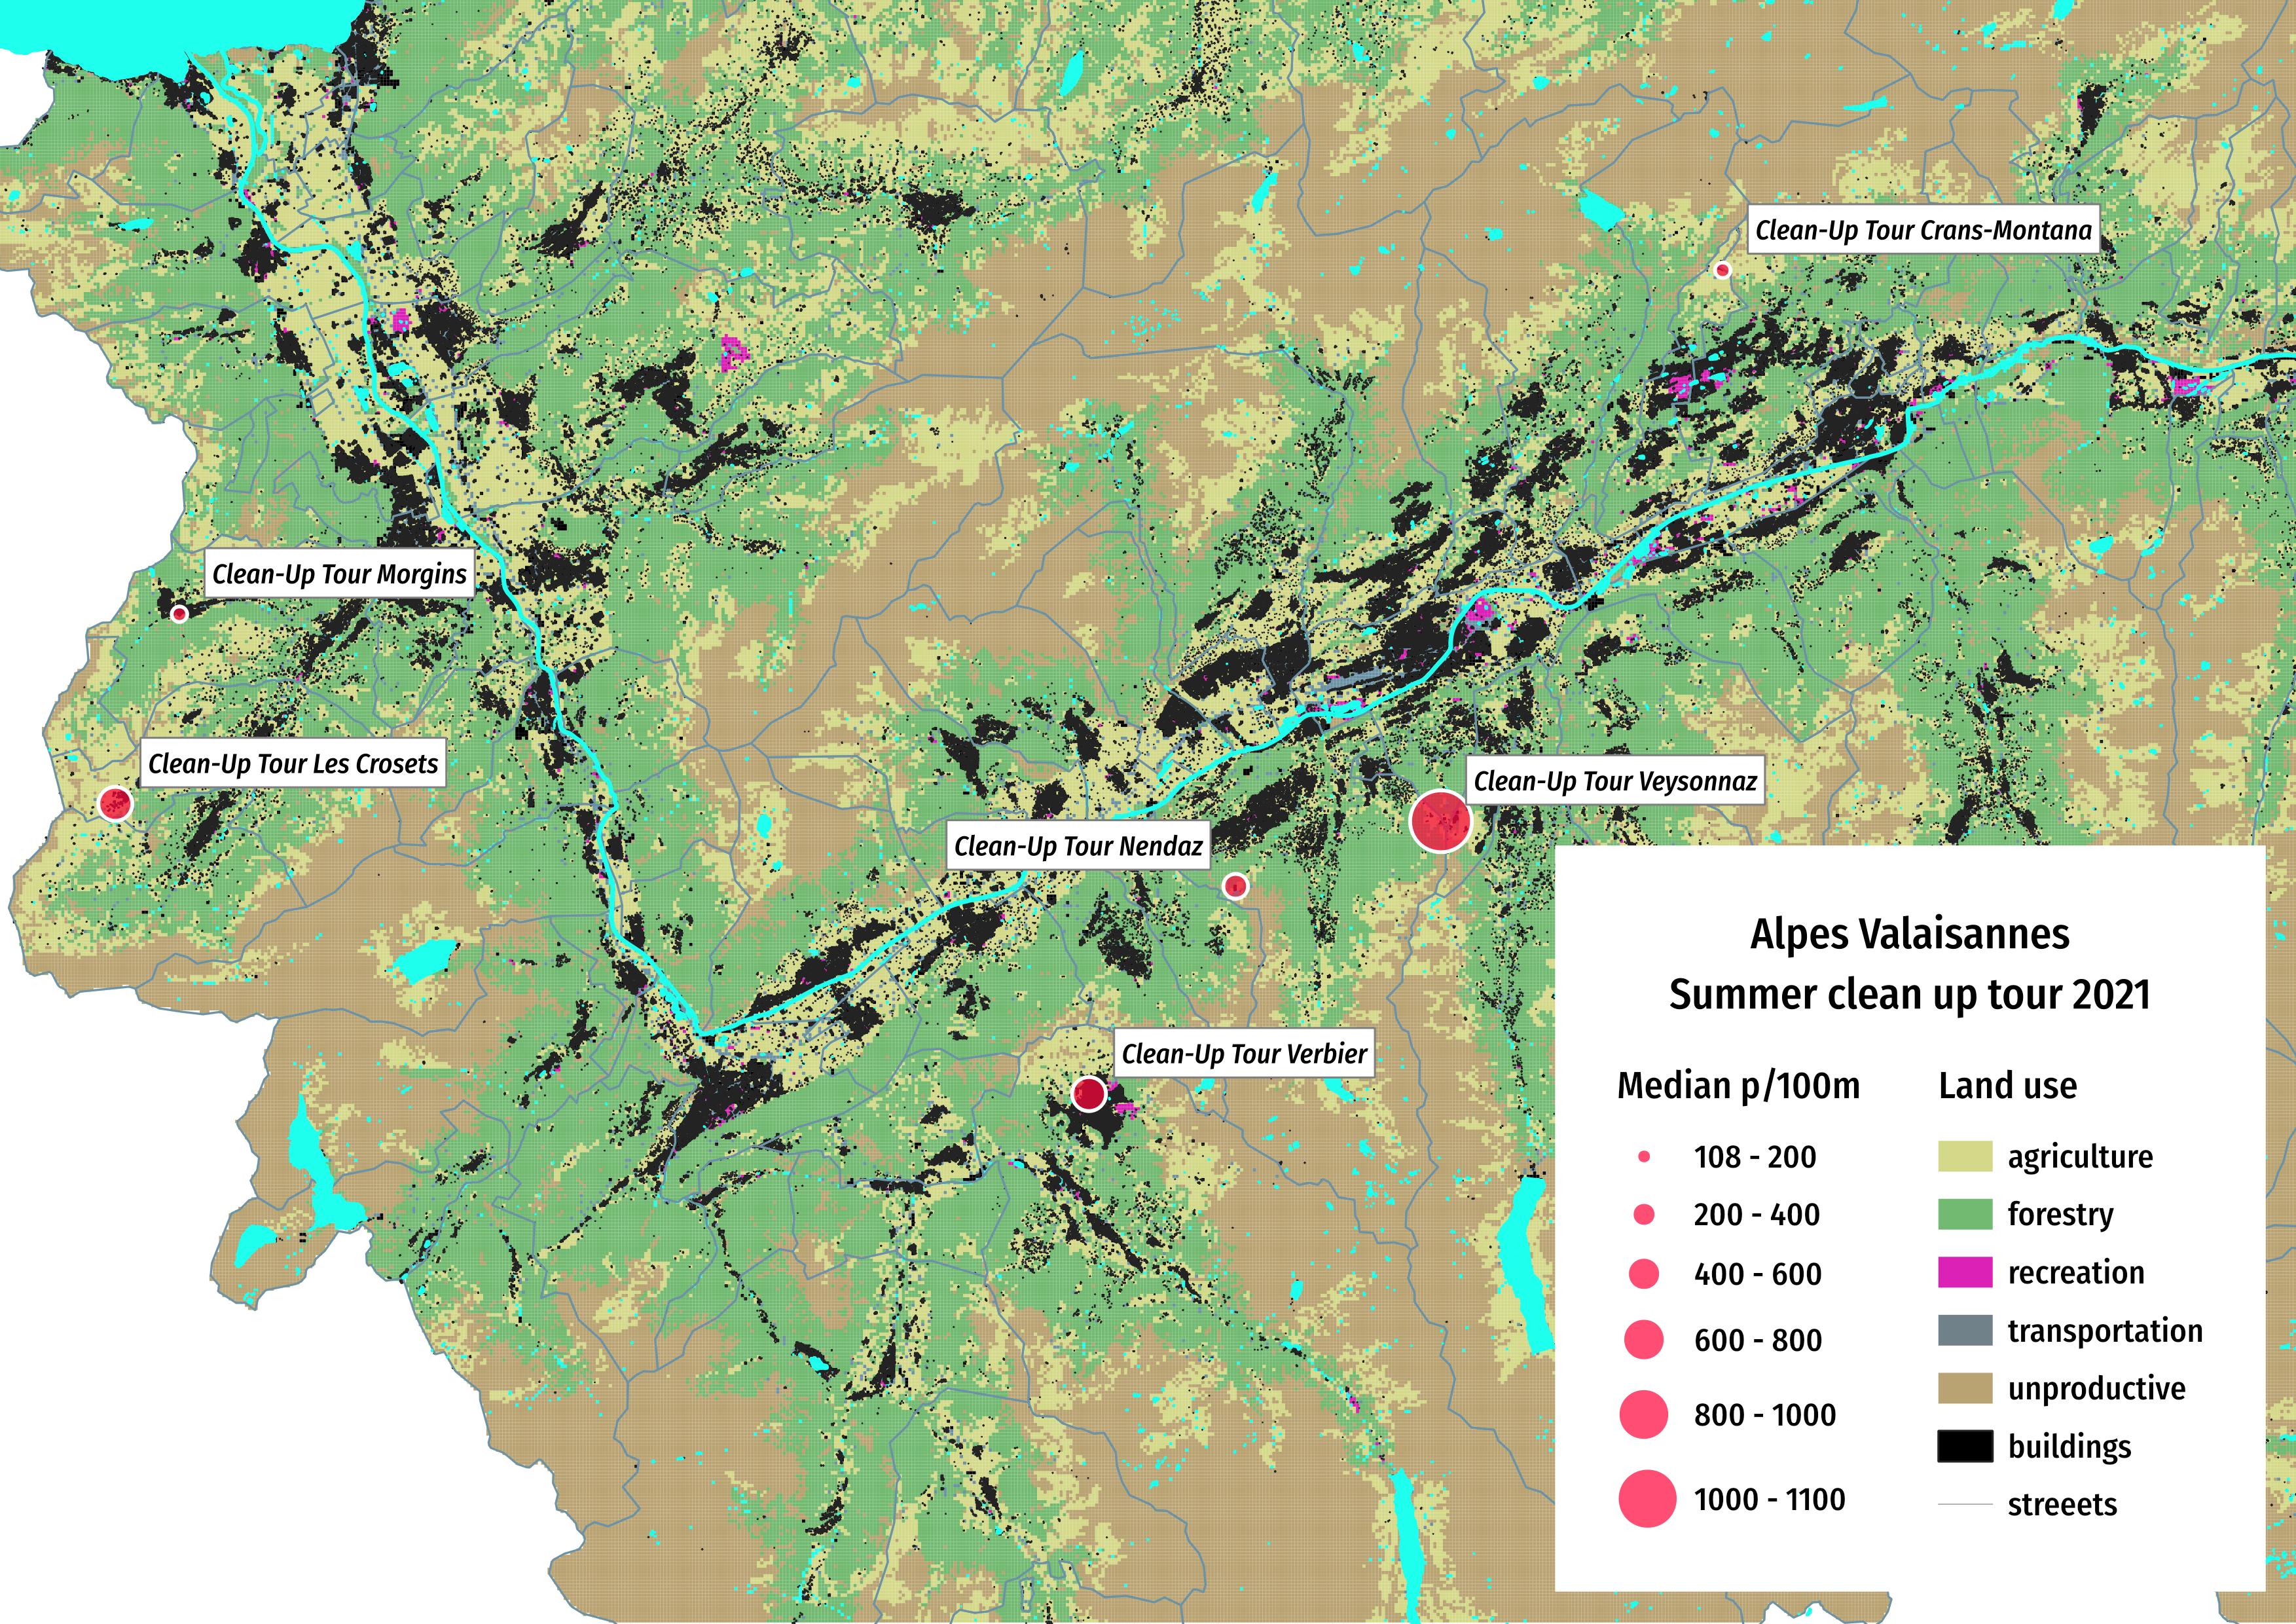 Clean-Up Tour Crans-Montana
Clean-Up Tour Morgins
Clean-Up Tour Les Crosets
Clean-Up Tour Veysonnaz
Clean-Up Tour Nendaz
Clean-Up Tour Verbier
Alpes Valaisannes
Summer clean up tour 2021
Median p/100m
108 - 200
200 - 400
400 - 600
600 - 800
800 - 1000
1000 - 1100
Land use
agriculture
forestry
recreation
transportation
unproductive
buildings
streeets